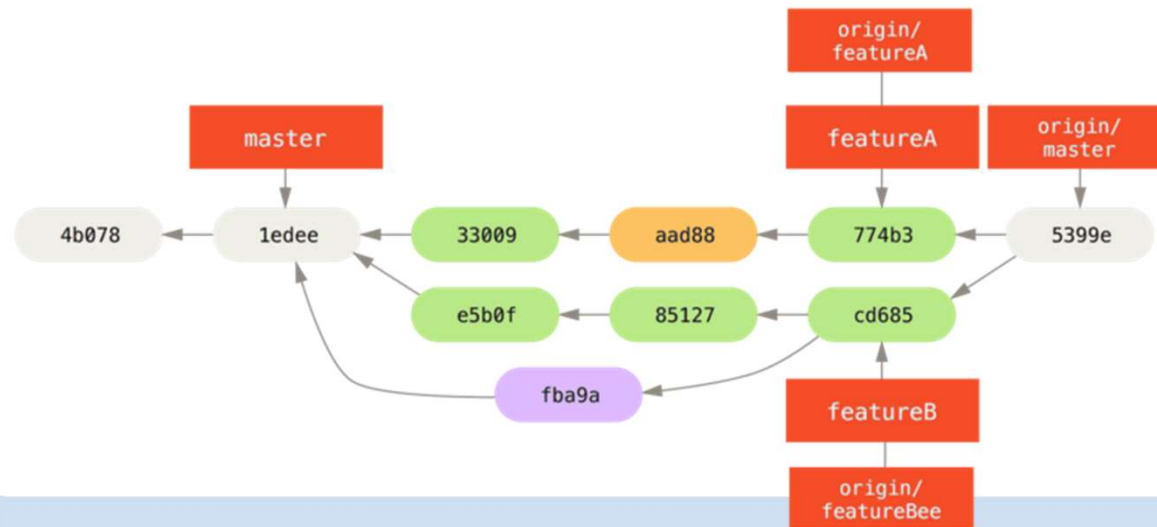 origin/
featureA
master
featureA
origin/
master
4b078
1edee
33009
aad88
774b3
5399e
e5b0f
85127
cd685
fba9a
featureB
origin/
featureBee